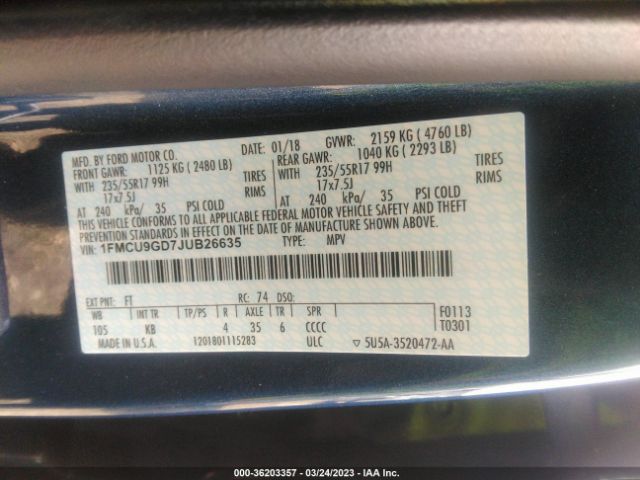 MFD. BY FORD MOTOR CO. DATE: 01/18 GVWR: 2159 KG ( 4760 LB)
FRONT GAWR: 1125 KG ( 2480 LB) REAR GAWR: 1040 KG ( 2293 LB)
WITH 235/55R17 99H TIRES WITH 235/55R17 99H TIRES
17x7.5J RIMS 17x7.5J RIMS
AT 240 kPa/ 35 PSI COLD AT 240 kPa/ 35 PSI COLD
THIS VEHICLE CONFORMS TO ALL APPLICABLE FEDERAL MOTOR VEHICLE SAFETY AND THEFT
PREVENTION STANDARDS IN EFFECT ON THE DATE OF MANUFACTURE SHOWN ABOVE.
VIN: 1FMCU9GD7JUB26635 TYPE: MPV
EXT PNT: FT RC: 74 DSO:
WB INT TR TP/PS R AXLE TR SPR F0113
105 KB 4 35 6 CCCC T0301
MADE IN U.S.A. 1201801115283 ULC ▽ 5U5A-3520472-AA
000-36203357 - 03/24/2023 - IAA Inc.